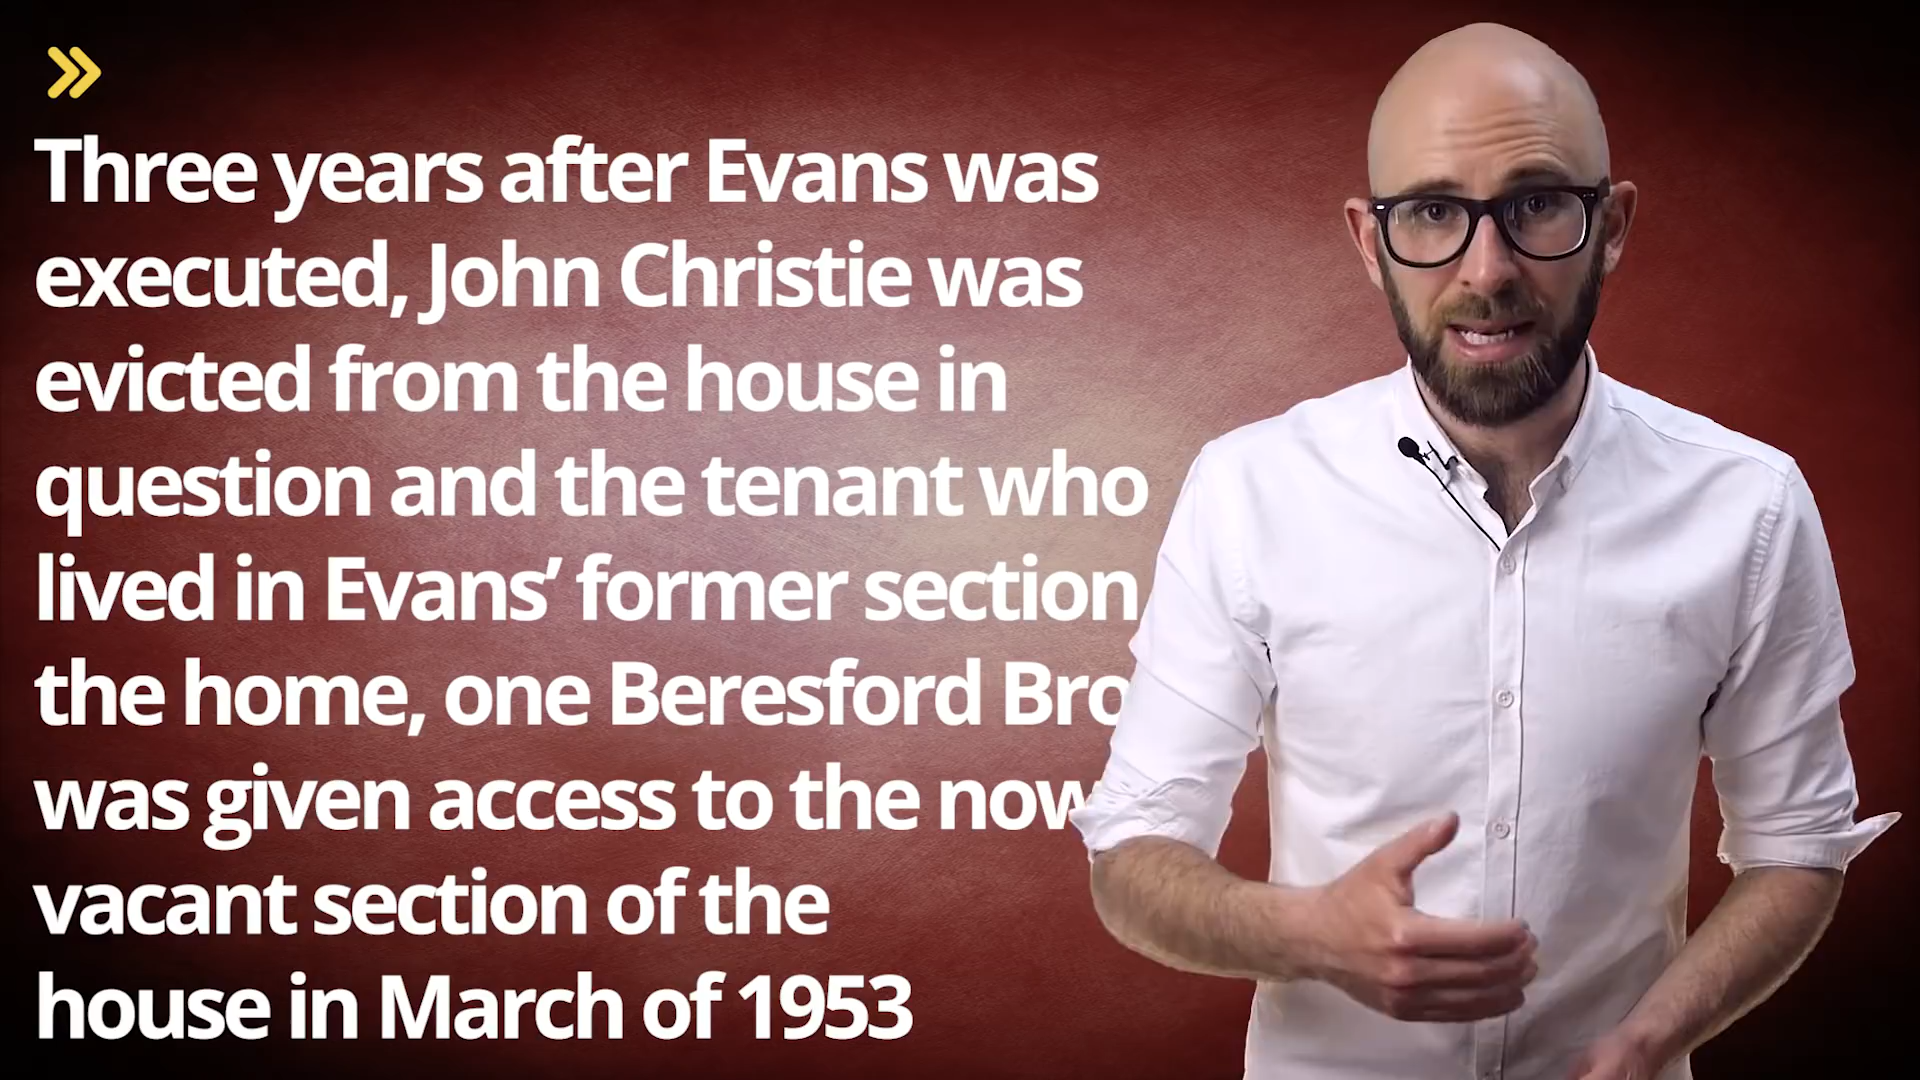 Three years after Evans was
executed, John Christie was
evicted from the house in
question and the tenant who
lived in Evans’ former section
the home, one Beresford
was given access to the now
vacant section of the
house in March of 1953